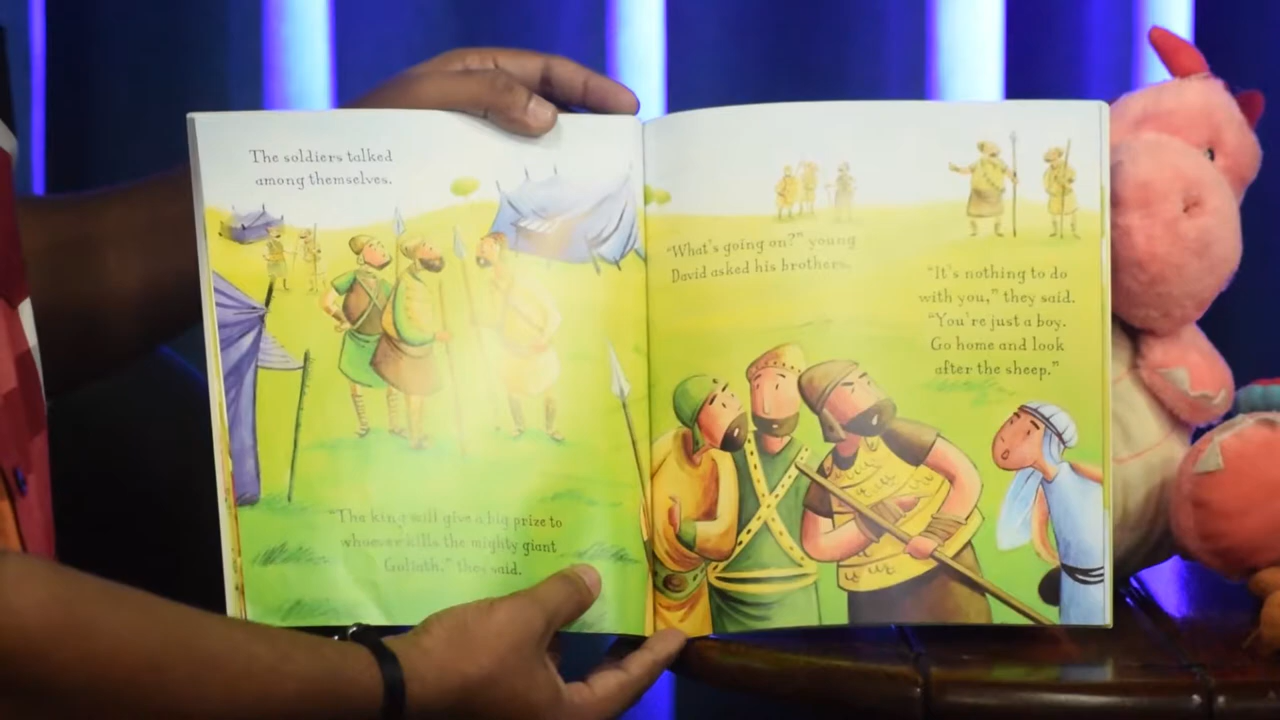 The soldiers talked
among themselves.
"The king will give a big prize to
whoever kills the mighty giant
Goliath," they said.
"What's going on?" young
David asked his brothers.
"It's nothing to do
with you," they said.
"You're just a boy.
Go home and look
after the sheep."